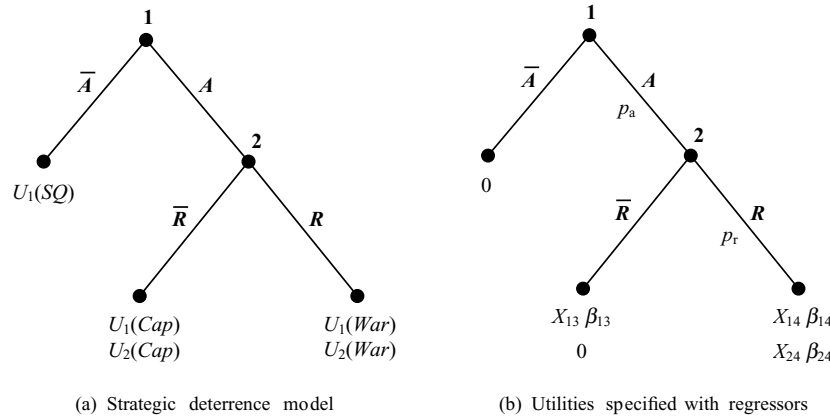 1
A̅
A
2
U₁(SQ)
R̅
R
U₁(Cap)
U₂(Cap)
U₁(War)
U₂(War)
(a) Strategic deterrence model
1
A̅
A
pₐ
2
0
R̅
R
pᵣ
X₁₃ β₁₃
0
X₁₄ β₁₄
X₂₄ β₂₄
(b) Utilities specified with regressors